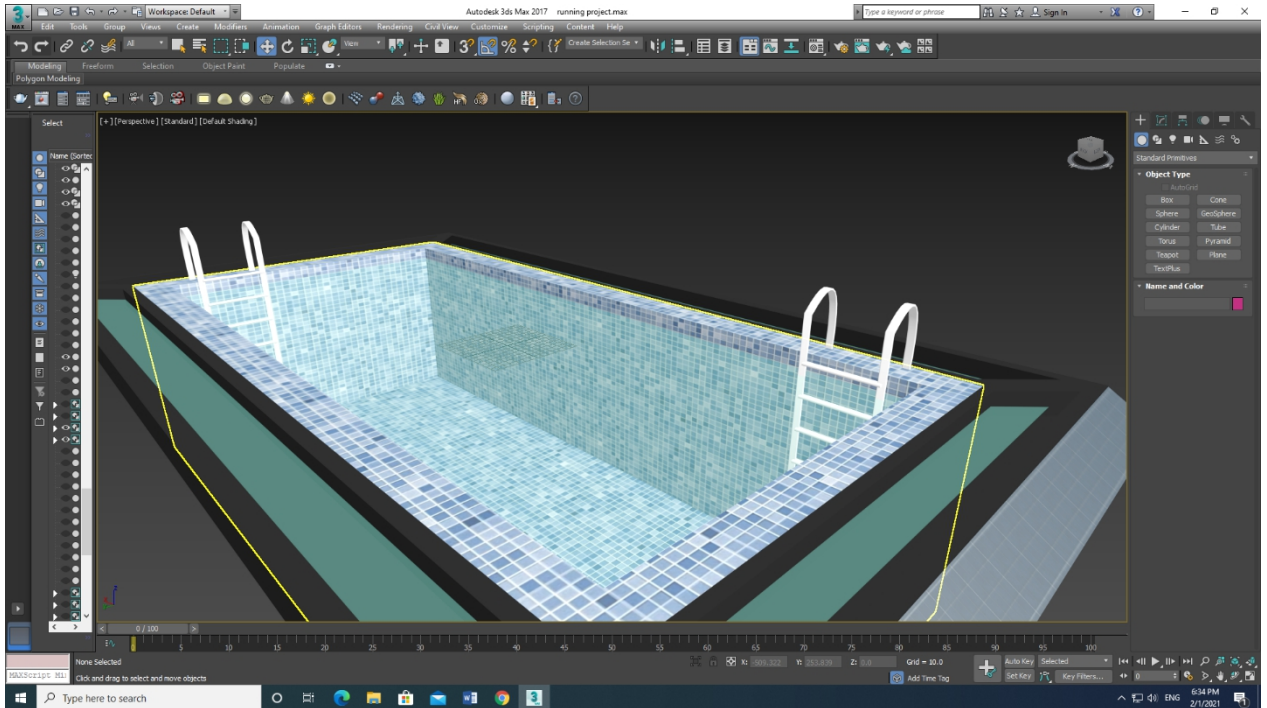 Workspace: Default
Autodesk 3ds Max 2017    running project.max
Type a keyword or phrase
Sign In
MAX
Edit Tools Group Views Create Modifiers Animation Graph Editors Rendering Civil View Customize Scripting Content Help
All
View
Create Selection Se
Modeling Freeform Selection Object Paint Populate
Polygon Modeling
Select
[+] [Perspective ] [Standard ] [Default Shading ]
Name (Sorted
Standard Primitives
Object Type
AutoGrid
Box Cone
Sphere GeoSphere
Cylinder Tube
Torus Pyramid
Teapot Plane
TextPlus
Name and Color
0 / 100
5 10 15 20 25 30 35 40 45 50 55 60 65 70 75 80 85 90 95 100
None Selected
X: Y: 253.839 Z: 0.0
Grid = 10.0
Auto Key Selected
MAXScript Mi
Click and drag to select and move objects
Add Time Tag
Set Key Key Filters...
0
Type here to search
ENG
6:34 PM
2/1/2021